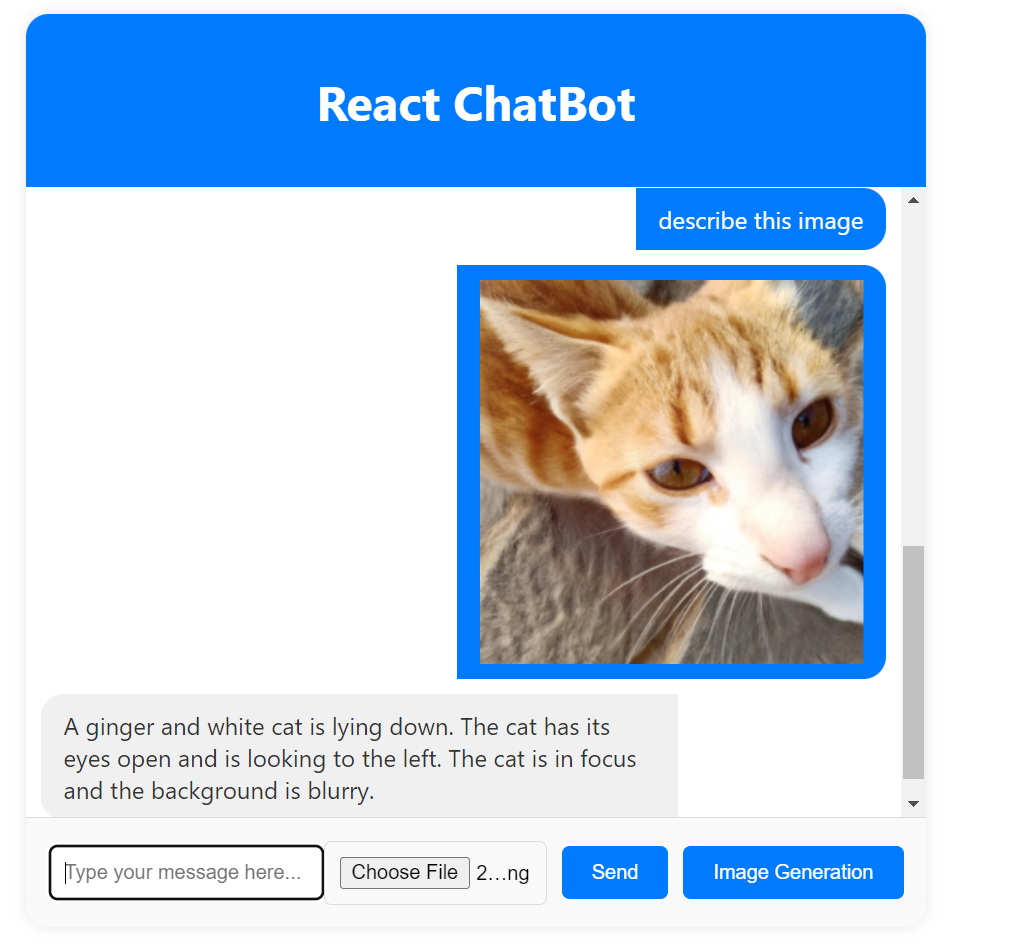 React ChatBot
describe this image
A ginger and white cat is lying down. The cat has its
eyes open and is looking to the left. The cat is in focus
and the background is blurry.
Type your message here...
Choose File 2...ng
Send
Image Generation